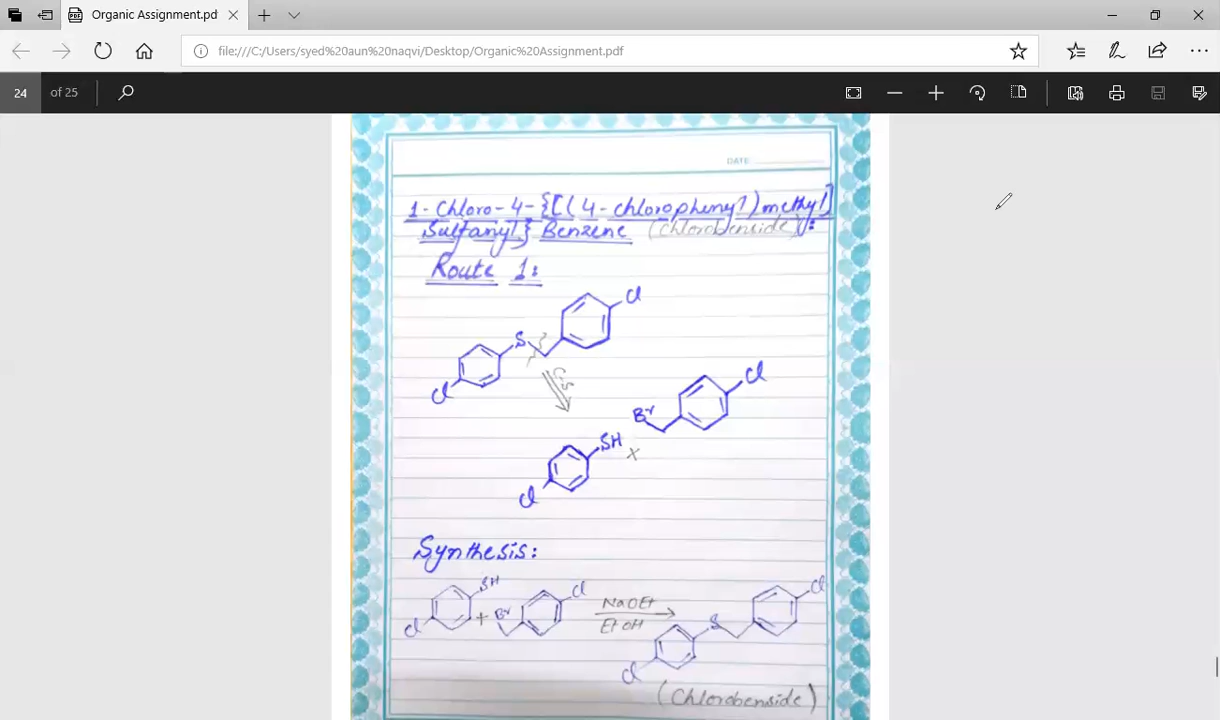 Organic Assignment.pdf
file:///C:/Users/syed%20aun%20naqvi/Desktop/Organic%20Assignment.pdf
24 of 25
DATE:
1-Chloro-4-{[(4-chlorophenyl)methyl]
Sulfanyl} Benzene (Chlorobenside):
Route 1:
Cl
S
Cl
C-S
Cl
Br
SH
+
Cl
Synthesis:
SH
Cl
Cl
+
Br
NaOEt
EtOH
Cl
S
Cl
(Chlorobenside)